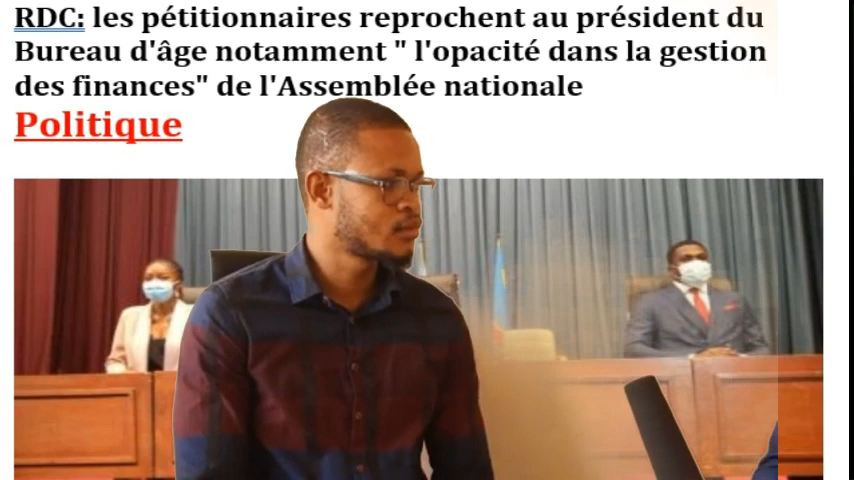 RDC: les pétitionnaires reprochent au président du
Bureau d'âge notamment " l'opacité dans la gestion
des finances" de l'Assemblée nationale
Politique